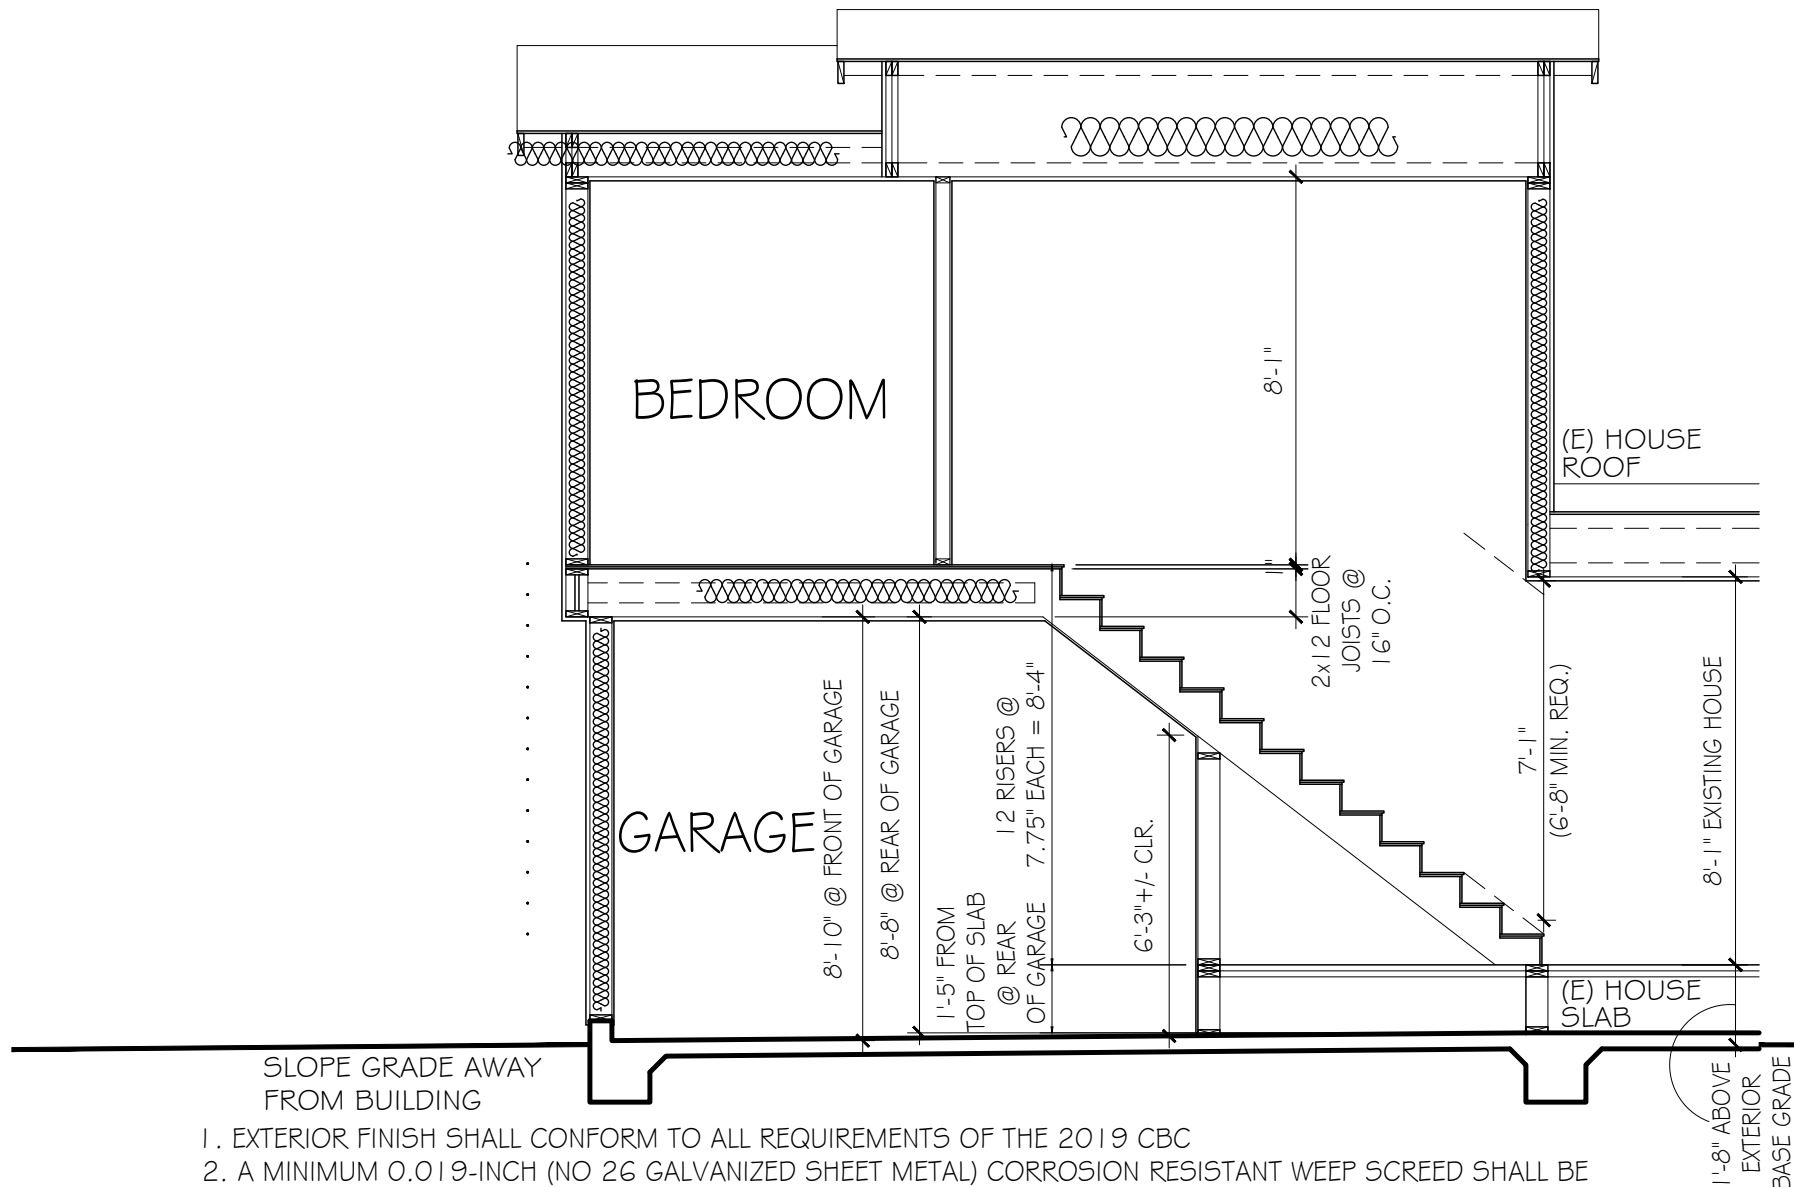 BEDROOM
8'-1"
(E) HOUSE
ROOF
1"
2x12 FLOOR
JOISTS @
16" O.C.
GARAGE
8'-10" @ FRONT OF GARAGE
8'-8" @ REAR OF GARAGE
1'-5" FROM
TOP OF SLAB
@ REAR
OF GARAGE
12 RISERS @
7.75" EACH = 8'-4"
6'-3"+/- CLR.
7'-1"
(6'-8" MIN. REQ.)
8'-1" EXISTING HOUSE
(E) HOUSE
SLAB
1'-8" ABOVE
EXTERIOR
BASE GRADE
SLOPE GRADE AWAY
FROM BUILDING
1. EXTERIOR FINISH SHALL CONFORM TO ALL REQUIREMENTS OF THE 2019 CBC
2. A MINIMUM 0.019-INCH (NO 26 GALVANIZED SHEET METAL) CORROSION RESISTANT WEEP SCREED SHALL BE